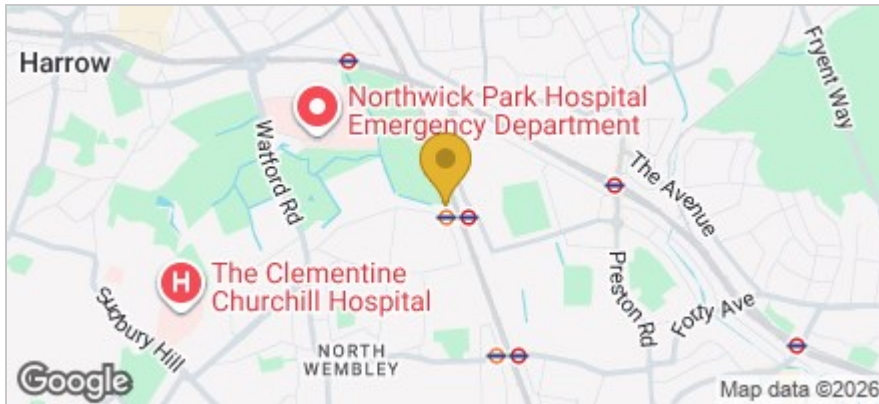 Harrow
Northwick Park Hospital
Emergency Department
Watford Rd
Fryent Way
The Avenue
H
The Clementine
Churchill Hospital
Preston Rd
Forty Ave
Sudbury Hill
NORTH
WEMBLEY
Google
Map data ©2026